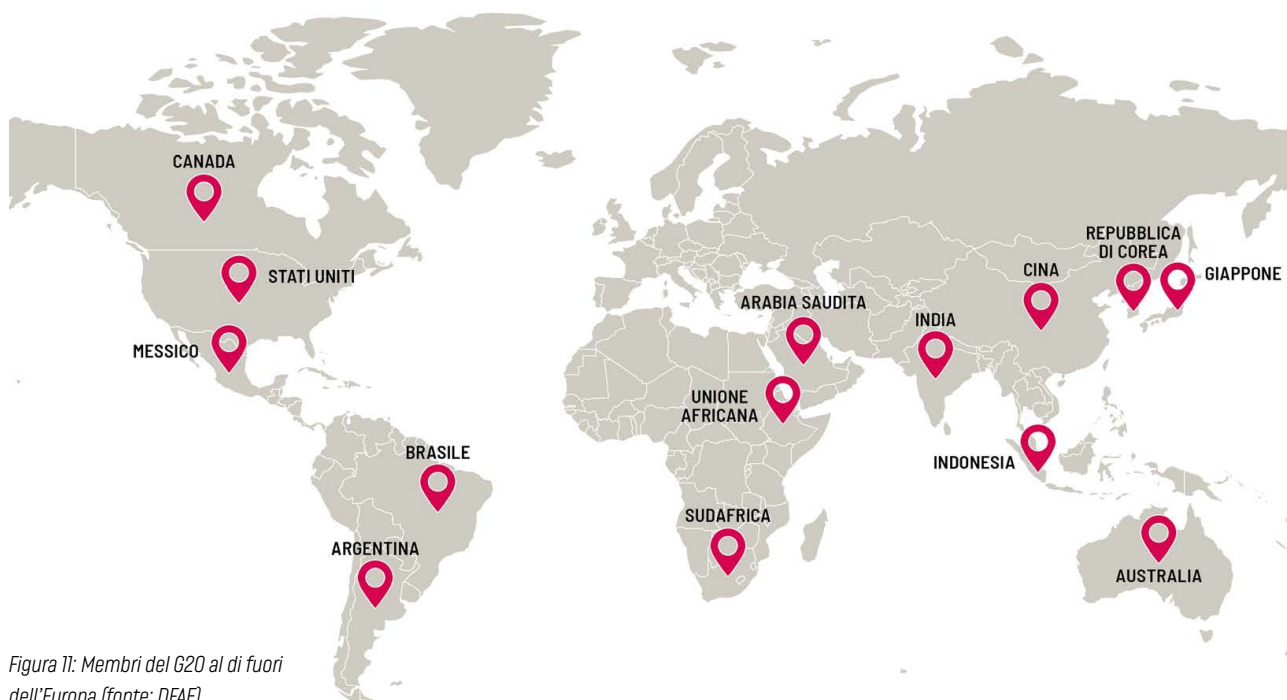 CANADA
STATI UNITI
MESSICO
BRASILE
ARGENTINA
ARABIA SAUDITA
UNIONE
AFRICANA
SUDAFRICA
INDIA
CINA
REPUBBLICA
DI COREA
GIAPPONE
INDONESIA
AUSTRALIA
Figura 11: Membri del G20 al di fuori
dell'Europa (fonte: DFAE)